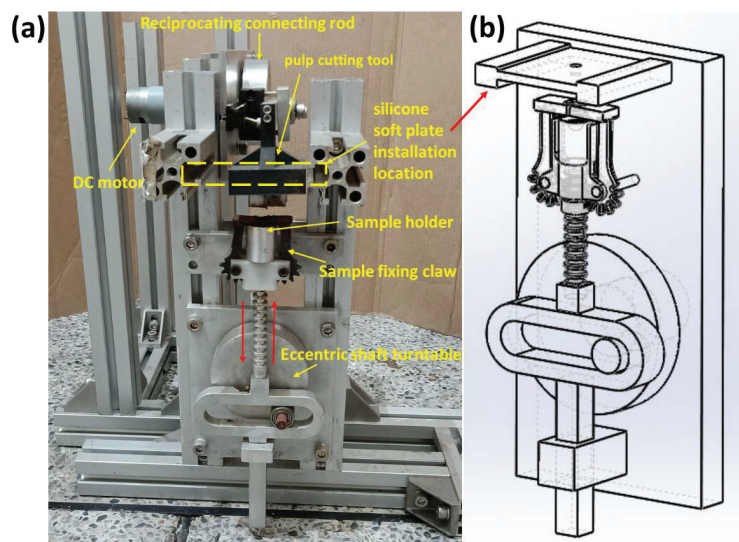 (a)
Reciprocating connecting rod
pulp cutting tool
silicone
soft plate
installation
location
DC motor
Sample holder
Sample fixing claw
Eccentric shaft turntable
(b)